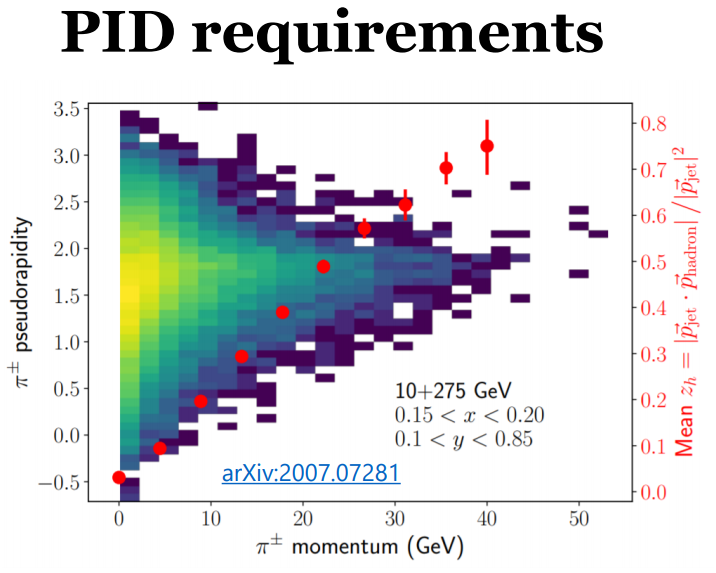 PID requirements
3.5
3.0
2.5
2.0
1.5
1.0
0.5
0.0
−0.5
π± pseudorapidity
0 10 20 30 40 50
π± momentum (GeV)
10+275 GeV
0.15 < x < 0.20
0.1 < y < 0.85
arXiv:2007.07281
0.8
0.7
0.6
0.5
0.4
0.3
0.2
0.1
0.0
Mean z_h = |p⃗_jet · p⃗_hadron| / |p⃗_jet|²